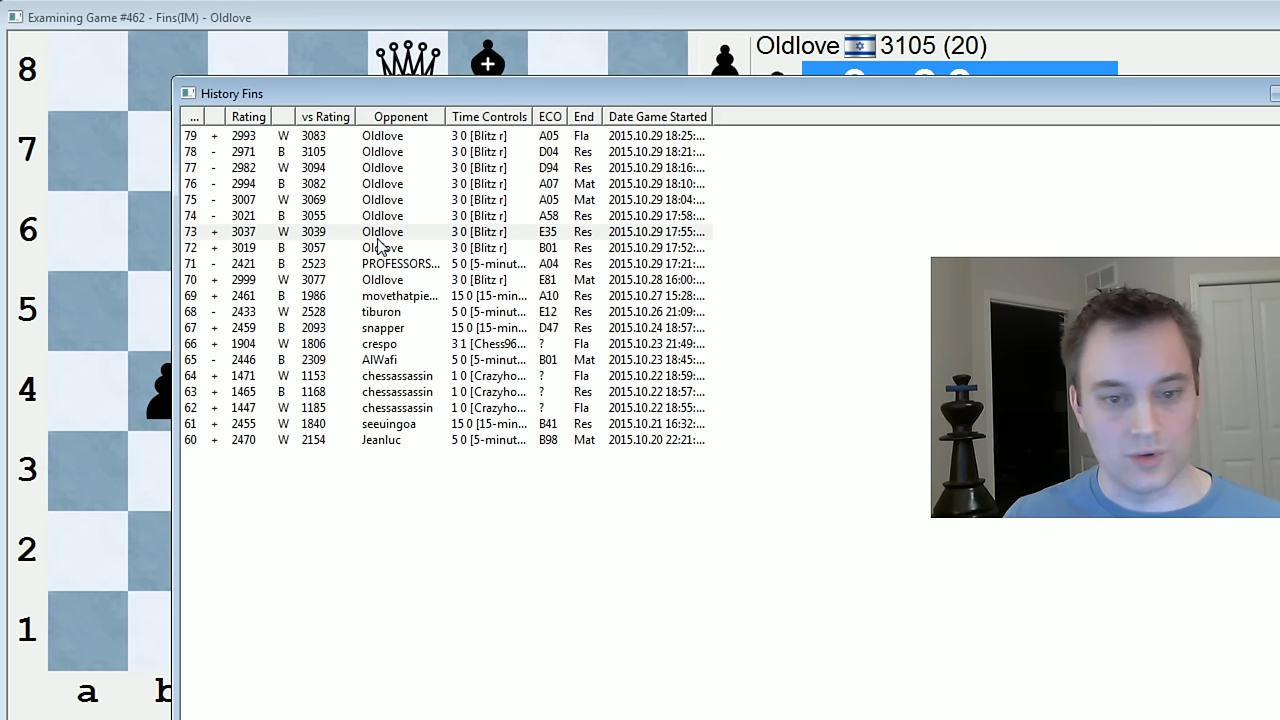 Examining Game #462 - Fins(IM) - Oldlove
Oldlove 3105 (20)
8
History Fins
... Rating vs Rating Opponent Time Controls ECO End Date Game Started
79 + 2993 W 3083 Oldlove 3 0 [Blitz r] A05 Fla 2015.10.29 18:25:...
78 - 2971 B 3105 Oldlove 3 0 [Blitz r] D04 Res 2015.10.29 18:21:...
7
77 - 2982 W 3094 Oldlove 3 0 [Blitz r] D94 Res 2015.10.29 18:16:...
76 - 2994 B 3082 Oldlove 3 0 [Blitz r] A07 Mat 2015.10.29 18:10:...
75 - 3007 W 3069 Oldlove 3 0 [Blitz r] A05 Mat 2015.10.29 18:04:...
74 - 3021 B 3055 Oldlove 3 0 [Blitz r] A58 Res 2015.10.29 17:58:...
6
73 + 3037 W 3039 Oldlove 3 0 [Blitz r] E35 Res 2015.10.29 17:55:...
72 + 3019 B 3057 Oldlove 3 0 [Blitz r] B01 Res 2015.10.29 17:52:...
71 - 2421 B 2523 PROFESSORS... 5 0 [5-minut... A04 Res 2015.10.29 17:21:...
70 + 2999 W 3077 Oldlove 3 0 [Blitz r] E81 Mat 2015.10.28 16:00:...
69 + 2461 B 1986 movethatpie... 15 0 [15-min... A10 Res 2015.10.27 15:28:...
5
68 - 2433 W 2528 tiburon 5 0 [5-minut... E12 Res 2015.10.26 21:09:...
67 + 2459 B 2093 snapper 15 0 [15-min... D47 Res 2015.10.24 18:57:...
66 + 1904 W 1806 crespo 3 1 [Chess96... ? Fla 2015.10.23 21:49:...
65 - 2446 B 2309 AlWafi 5 0 [5-minut... B01 Mat 2015.10.23 18:45:...
64 + 1471 W 1153 chessassassin 1 0 [Crazyho... ? Fla 2015.10.22 18:59:...
4
63 + 1465 B 1168 chessassassin 1 0 [Crazyho... ? Res 2015.10.22 18:57:...
62 + 1447 W 1185 chessassassin 1 0 [Crazyho... ? Fla 2015.10.22 18:55:...
61 + 2455 W 1840 seeuingoa 15 0 [15-min... B41 Res 2015.10.21 16:32:...
60 + 2470 W 2154 Jeanluc 5 0 [5-minut... B98 Mat 2015.10.20 22:21:...
3
2
1
a b